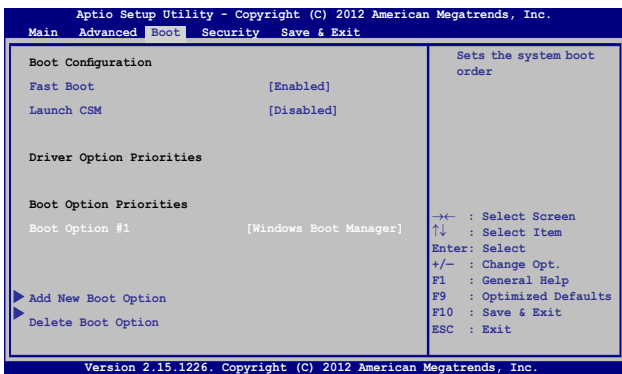 Aptio Setup Utility - Copyright (C) 2012 American Megatrends, Inc.
Main Advanced Boot Security Save & Exit
Boot Configuration
Fast Boot [Enabled]
Launch CSM [Disabled]
Driver Option Priorities
Boot Option Priorities
Boot Option #1 [Windows Boot Manager]
Add New Boot Option
Delete Boot Option
Sets the system boot
order
→← : Select Screen
↑↓ : Select Item
Enter: Select
+/— : Change Opt.
F1 : General Help
F9 : Optimized Defaults
F10 : Save & Exit
ESC : Exit
Version 2.15.1226. Copyright (C) 2012 American Megatrends, Inc.